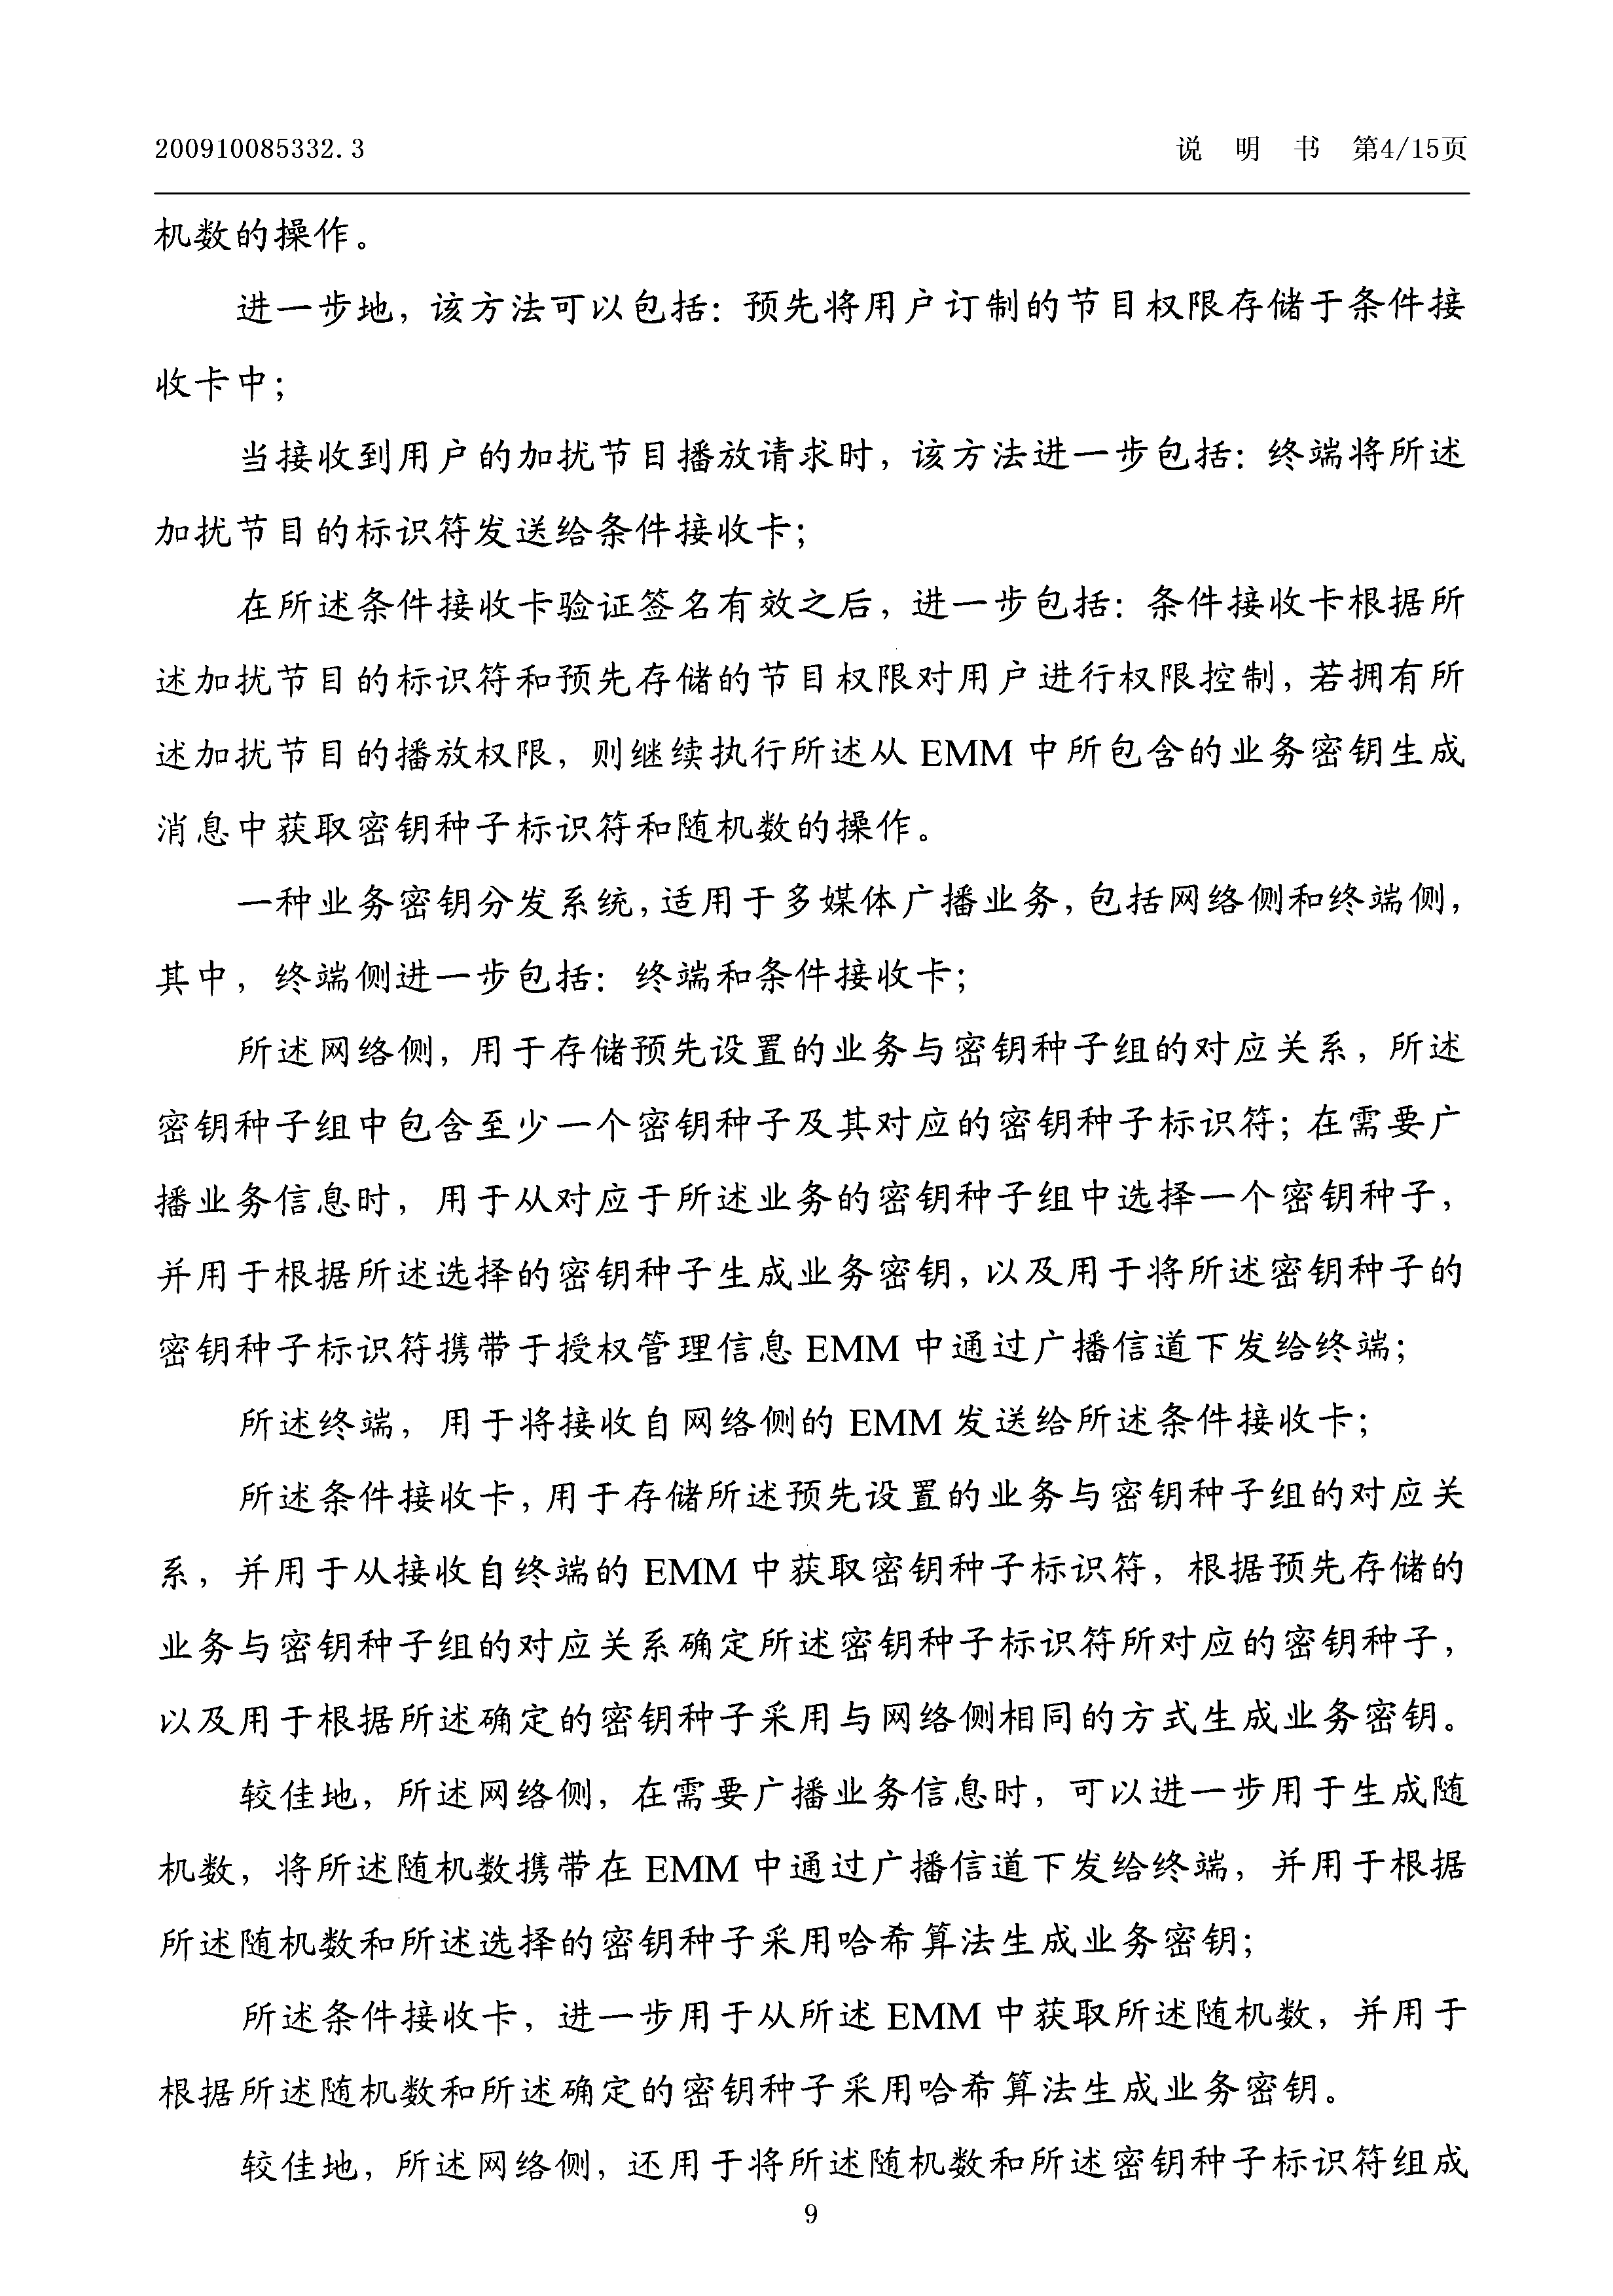 200910085332.3
说 明 书 第4/15页
机数的操作。
进一步地，该方法可以包括：预先将用户订制的节目权限存储于条件接
收卡中；
当接收到用户的加扰节目播放请求时，该方法进一步包括：终端将所述
加扰节目的标识符发送给条件接收卡；
在所述条件接收卡验证签名有效之后，进一步包括：条件接收卡根据所
述加扰节目的标识符和预先存储的节目权限对用户进行权限控制，若拥有所
述加扰节目的播放权限，则继续执行所述从 EMM 中所包含的业务密钥生成
消息中获取密钥种子标识符和随机数的操作。
一种业务密钥分发系统，适用于多媒体广播业务，包括网络侧和终端侧，
其中，终端侧进一步包括：终端和条件接收卡；
所述网络侧，用于存储预先设置的业务与密钥种子组的对应关系，所述
密钥种子组中包含至少一个密钥种子及其对应的密钥种子标识符；在需要广
播业务信息时，用于从对应于所述业务的密钥种子组中选择一个密钥种子，
并用于根据所述选择的密钥种子生成业务密钥，以及用于将所述密钥种子的
密钥种子标识符携带于授权管理信息 EMM 中通过广播信道下发给终端；
所述终端，用于将接收自网络侧的 EMM 发送给所述条件接收卡；
所述条件接收卡，用于存储所述预先设置的业务与密钥种子组的对应关
系，并用于从接收自终端的 EMM 中获取密钥种子标识符，根据预先存储的
业务与密钥种子组的对应关系确定所述密钥种子标识符所对应的密钥种子，
以及用于根据所述确定的密钥种子采用与网络侧相同的方式生成业务密钥。
较佳地，所述网络侧，在需要广播业务信息时，可以进一步用于生成随
机数，将所述随机数携带在 EMM 中通过广播信道下发给终端，并用于根据
所述随机数和所述选择的密钥种子采用哈希算法生成业务密钥；
所述条件接收卡，进一步用于从所述 EMM 中获取所述随机数，并用于
根据所述随机数和所述确定的密钥种子采用哈希算法生成业务密钥。
较佳地，所述网络侧，还用于将所述随机数和所述密钥种子标识符组成
9